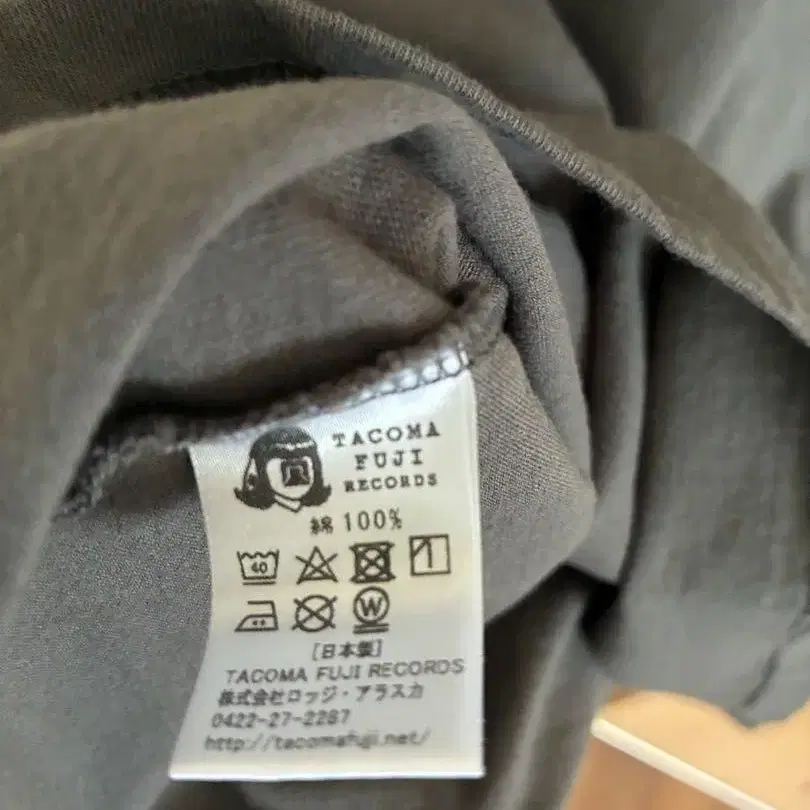 TACOMA
FUJI
RECORDS
綿 100%
40
W
[日本製]
TACOMA FUJI RECORDS
株式会社ロッジ・アラスカ
0422-27-2287
http://tacomafuji.net/